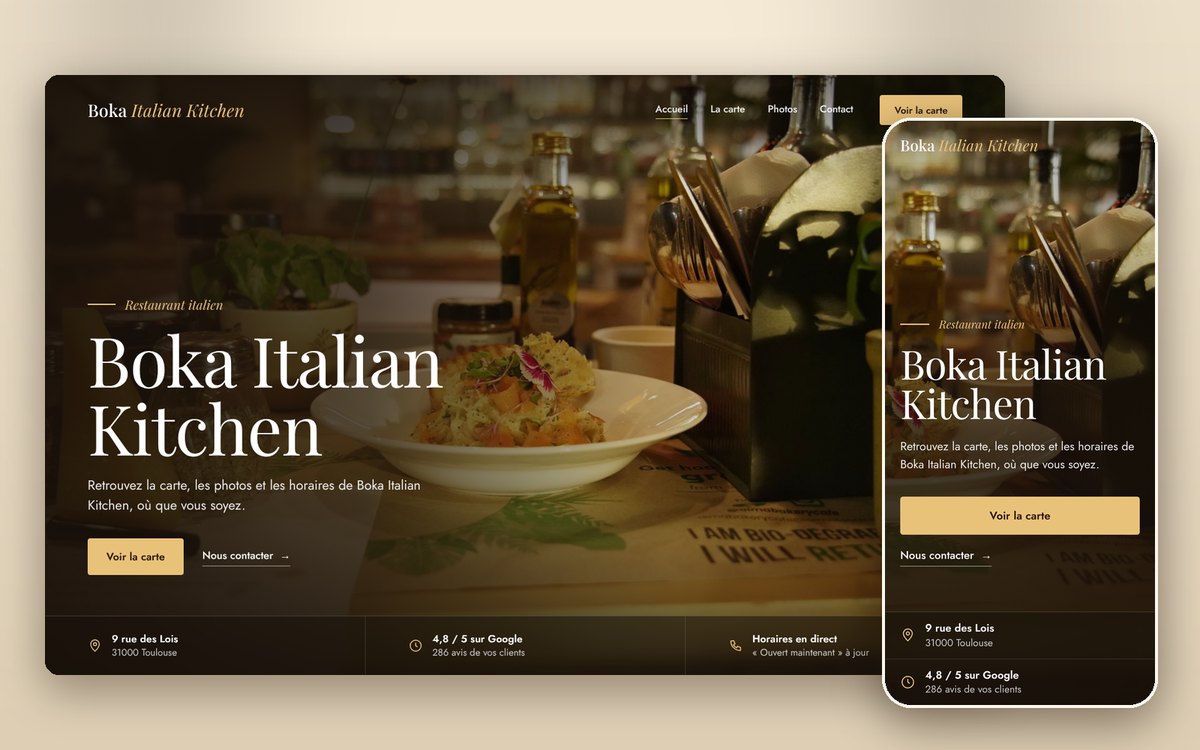 Boka Italian Kitchen
Accueil
La carte
Photos
Contact
Voir la carte
Restaurant italien
Boka Italian
Kitchen
Retrouvez la carte, les photos et les horaires de Boka Italian
Kitchen, où que vous soyez.
Voir la carte
Nous contacter →
9 rue des Lois
31000 Toulouse
4,8 / 5 sur Google
286 avis de vos clients
Horaires en direct
« Ouvert maintenant » à jour
I AM BIO-DEGRA
I WILL RETU
Boka Italian Kitchen
Restaurant italien
Boka Italian
Kitchen
Retrouvez la carte, les photos et les horaires de
Boka Italian Kitchen, où que vous soyez.
Voir la carte
Nous contacter →
9 rue des Lois
31000 Toulouse
4,8 / 5 sur Google
286 avis de vos clients